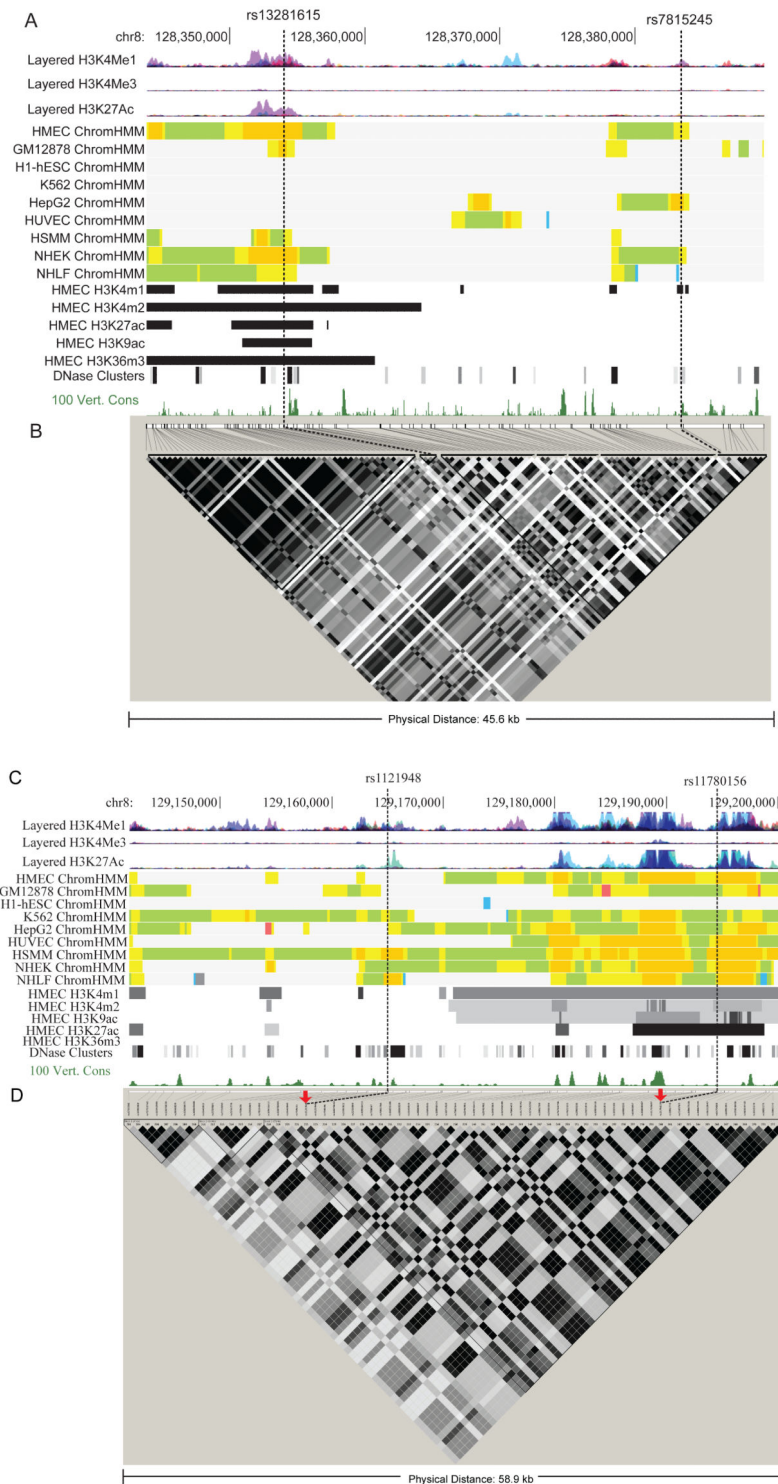 A
rs13281615
rs7815245
chr8: 128,350,000 128,360,000 128,370,000 128,380,000
Layered H3K4Me1
Layered H3K4Me3
Layered H3K27Ac
HMEC ChromHMM
GM12878 ChromHMM
H1-hESC ChromHMM
K562 ChromHMM
HepG2 ChromHMM
HUVEC ChromHMM
HSMM ChromHMM
NHEK ChromHMM
NHLF ChromHMM
HMEC H3K4m1
HMEC H3K4m2
HMEC H3K27ac
HMEC H3K9ac
HMEC H3K36m3
DNase Clusters
100 Vert. Cons
B
Physical Distance: 45.6 kb
C
rs1121948
rs11780156
chr8: 129,150,000 129,160,000 129,170,000 129,180,000 129,190,000 129,200,000
Layered H3K4Me1
Layered H3K4Me3
Layered H3K27Ac
HMEC ChromHMM
GM12878 ChromHMM
H1-hESC ChromHMM
K562 ChromHMM
HepG2 ChromHMM
HUVEC ChromHMM
HSMM ChromHMM
NHEK ChromHMM
NHLF ChromHMM
HMEC H3K4m1
HMEC H3K4m2
HMEC H3K9ac
HMEC H3K27ac
HMEC H3K36m3
DNase Clusters
100 Vert. Cons
D
Physical Distance: 58.9 kb